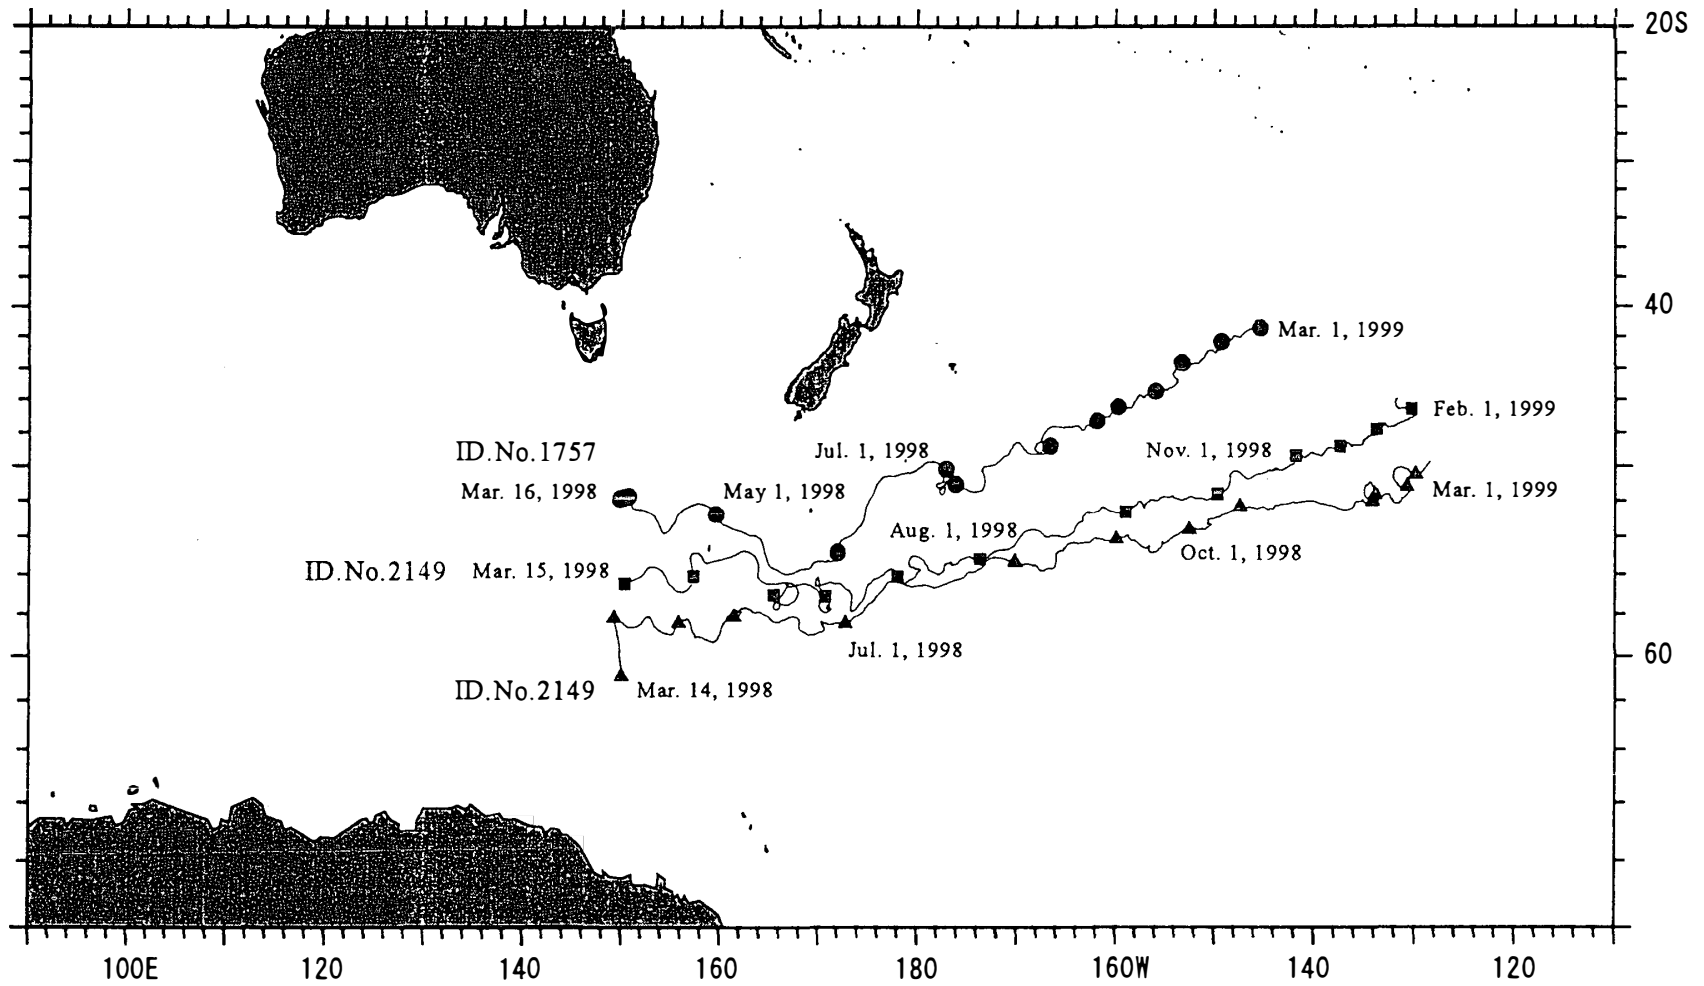 20S
40
Mar. 1, 1999
Feb. 1, 1999
ID.No.1757
Jul. 1, 1998
Nov. 1, 1998
Mar. 16, 1998
May 1, 1998
Mar. 1, 1999
Aug. 1, 1998
Oct. 1, 1998
ID.No.2149
Mar. 15, 1998
Jul. 1, 1998
60
ID.No.2149
Mar. 14, 1998
100E 120 140 160 180 160W 140 120